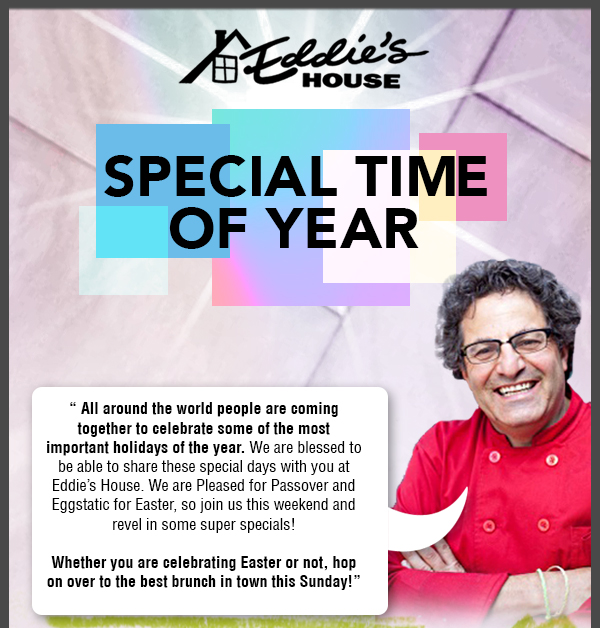 Eddie's
HOUSE
SPECIAL TIME
OF YEAR
“ All around the world people are coming
together to celebrate some of the most
important holidays of the year. We are blessed to
be able to share these special days with you at
Eddie’s House. We are Pleased for Passover and
Eggstatic for Easter, so join us this weekend and
revel in some super specials!
Whether you are celebrating Easter or not, hop
on over to the best brunch in town this Sunday!”